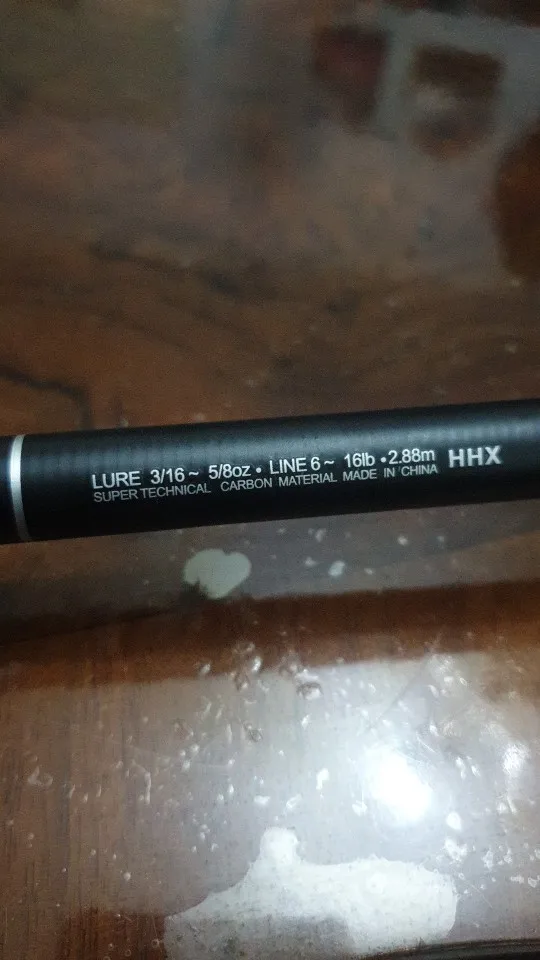 LURE 3/16~ 5/8oz • LINE 6~ 16lb •2.88m HHX
SUPER TECHNICAL CARBON MATERIAL MADE IN CHINA